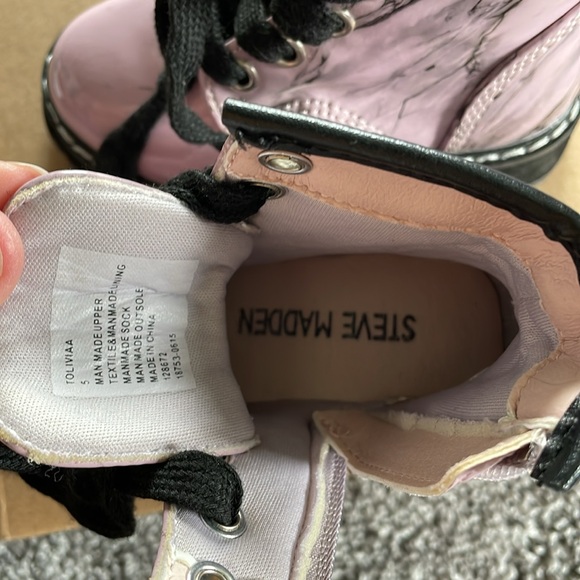 TOLIVIAA
5
MAN MADE UPPER
TEXTILE&MANMADE LINING
MANMADE SOCK
MAN MADE OUTSOLE
MADE IN CHINA
128672
18753-0615
STEVE MADDEN